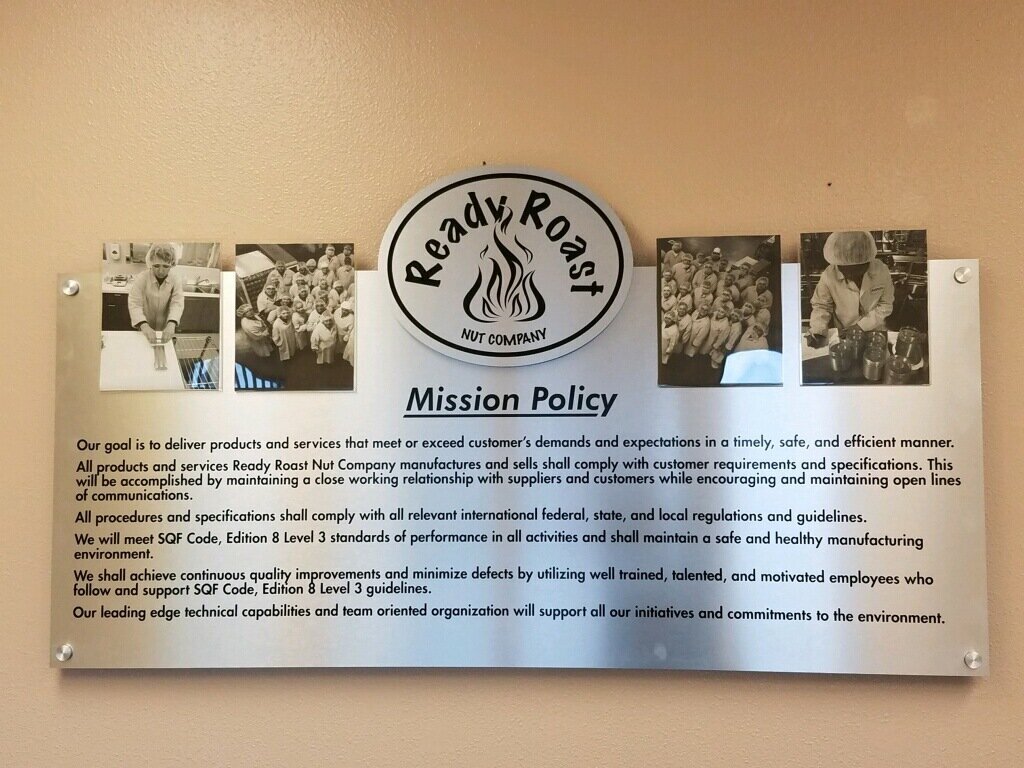 Ready Roast
NUT COMPANY
Mission Policy
Our goal is to deliver products and services that meet or exceed customer's demands and expectations in a timely, safe, and efficient manner.
All products and services Ready Roast Nut Company manufactures and sells shall comply with customer requirements and specifications. This
will be accomplished by maintaining a close working relationship with suppliers and customers while encouraging and maintaining open lines
of communications.
All procedures and specifications shall comply with all relevant international federal, state, and local regulations and guidelines.
We will meet SQF Code, Edition 8 Level 3 standards of performance in all activities and shall maintain a safe and healthy manufacturing
environment.
We shall achieve continuous quality improvements and minimize defects by utilizing well trained, talented, and motivated employees who
follow and support SQF Code, Edition 8 Level 3 guidelines.
Our leading edge technical capabilities and team oriented organization will support all our initiatives and commitments to the environment.